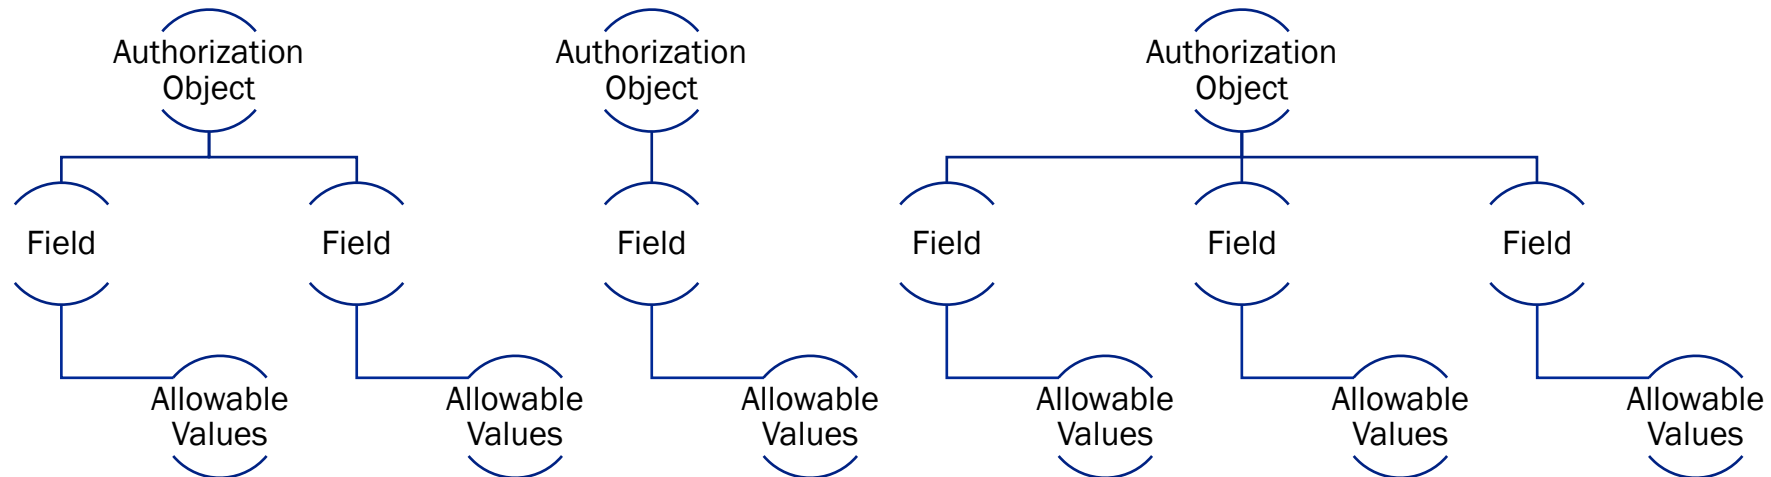 Authorization
Object
Authorization
Object
Authorization
Object
Field
Field
Field
Field
Field
Field
Allowable
Values
Allowable
Values
Allowable
Values
Allowable
Values
Allowable
Values
Allowable
Values